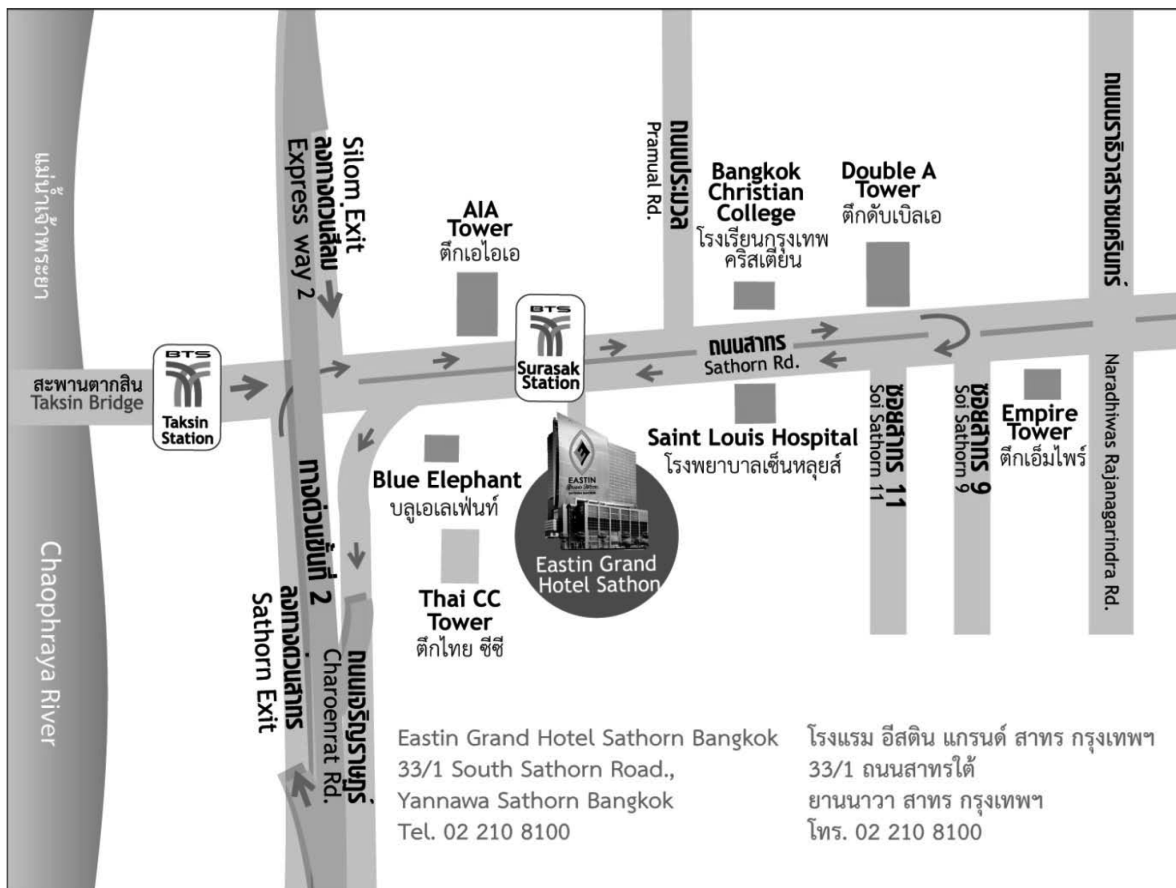 แม่น้ำเจ้าพระยา
Chaophraya River
สะพานตากสิน
Taksin Bridge
BTS
Taksin
Station
Silom Exit
ลงทางด่วนสีลม
Express way 2
ทางด่วนขั้นที่ 2
ลงทางด่วนสาทร
Sathorn Exit
ถนนเจริญราษฎร์
Charoenrat Rd.
AIA
Tower
ตึกเอไอเอ
BTS
Surasak
Station
ถนนประมวล
Pramual Rd.
Bangkok
Christian
College
โรงเรียนกรุงเทพ
คริสเตียน
Double A
Tower
ตึกดับเบิลเอ
ถนนนราธิวาสราชนครินทร์
Naradhiwas Rajanagarindra Rd.
ถนนสาทร
Sathorn Rd.
Blue Elephant
บลูเอเลเฟ่นท์
Thai CC
Tower
ตึกไทย ซีซี
EASTIN
Eastin Grand
Hotel Sathon
Saint Louis Hospital
โรงพยาบาลเซ็นหลุยส์
ซอยสาทร 11
Soi Sathorn 11
ซอยสาทร 9
Soi Sathorn 9
Empire
Tower
ตึกเอ็มไพร์
Eastin Grand Hotel Sathorn Bangkok
33/1 South Sathorn Road.,
Yannawa Sathorn Bangkok
Tel. 02 210 8100
โรงแรม อีสติน แกรนด์ สาทร กรุงเทพฯ
33/1 ถนนสาทรใต้
ยานนาวา สาทร กรุงเทพฯ
โทร. 02 210 8100